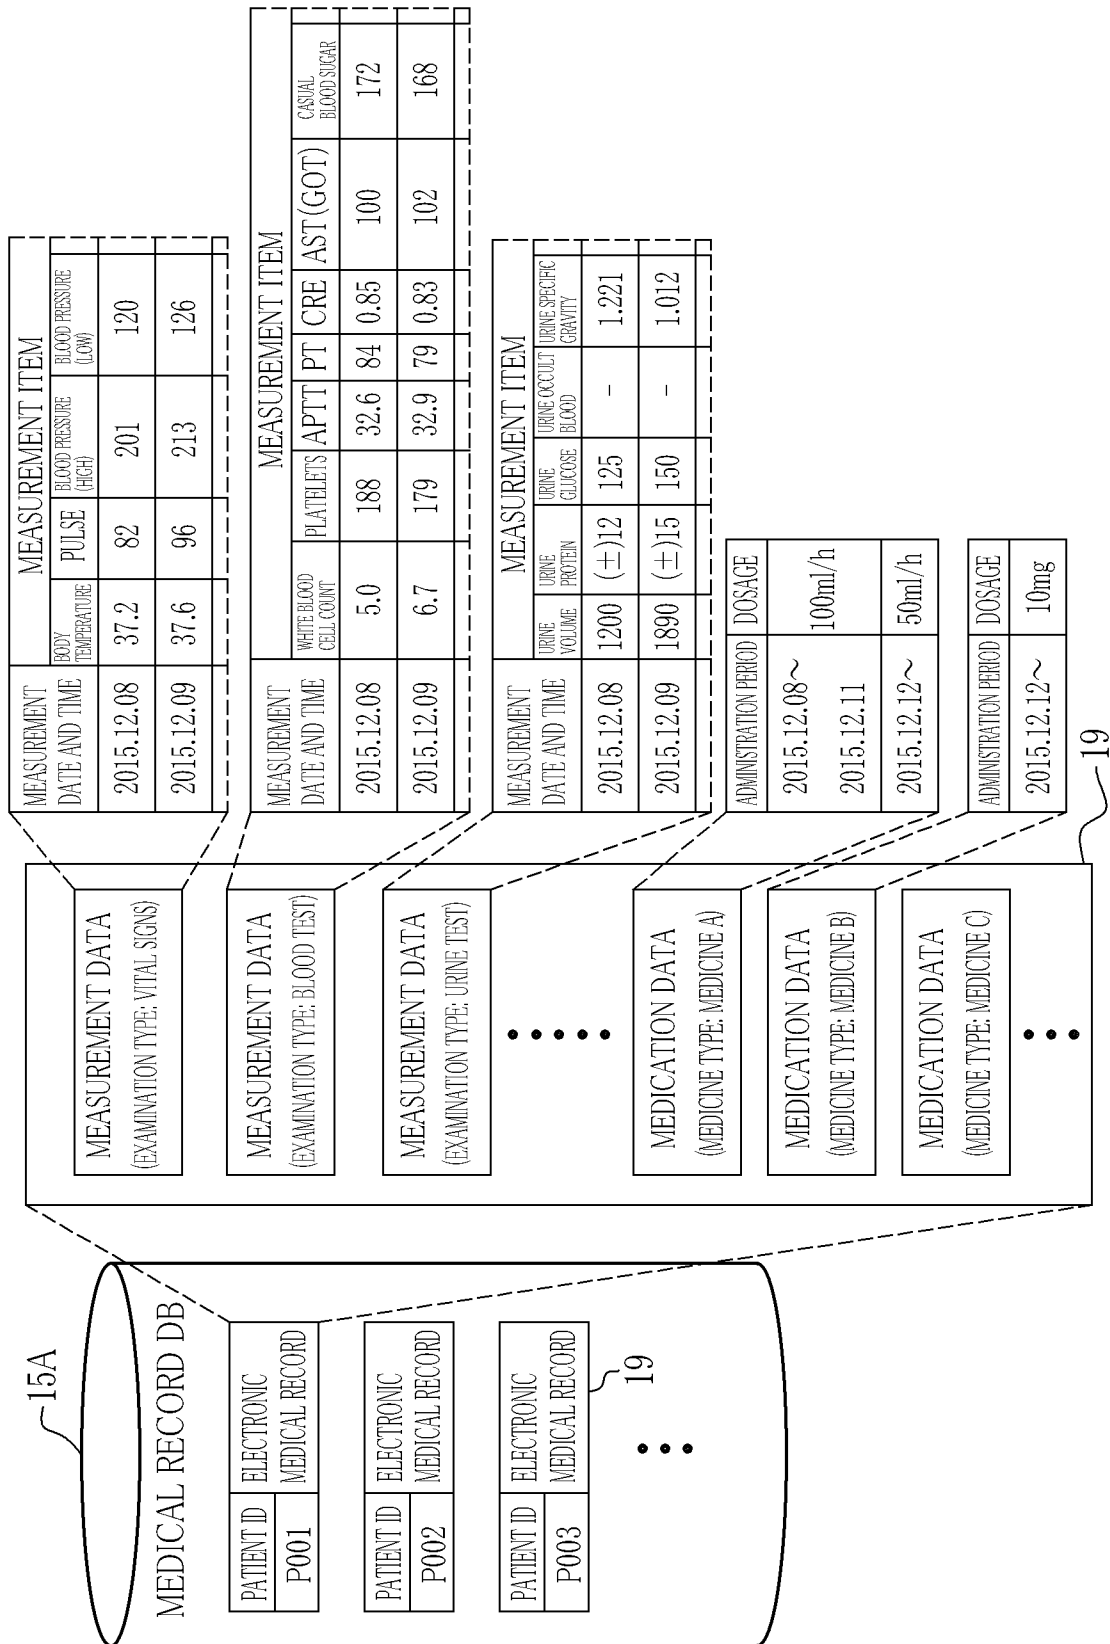 15A
MEDICAL RECORD DB
PATIENT ID
P001
ELECTRONIC
MEDICAL RECORD
PATIENT ID
P002
ELECTRONIC
MEDICAL RECORD
PATIENT ID
P003
ELECTRONIC
MEDICAL RECORD
19
MEASUREMENT DATA
(EXAMINATION TYPE: VITAL SIGNS)
MEASUREMENT DATA
(EXAMINATION TYPE: BLOOD TEST)
MEASUREMENT DATA
(EXAMINATION TYPE: URINE TEST)
MEDICATION DATA
(MEDICINE TYPE: MEDICINE A)
MEDICATION DATA
(MEDICINE TYPE: MEDICINE B)
MEDICATION DATA
(MEDICINE TYPE: MEDICINE C)
19
MEASUREMENT
DATE AND TIME
MEASUREMENT ITEM
BODY
TEMPERATURE
PULSE
BLOOD PRESSURE
(HIGH)
BLOOD PRESSURE
(LOW)
2015.12.08 37.2 82 201 120
2015.12.09 37.6 96 213 126
MEASUREMENT
DATE AND TIME
MEASUREMENT ITEM
WHITE BLOOD
CELL COUNT
PLATELETS
APTT
PT
CRE
AST(GOT)
CASUAL
BLOOD SUGAR
2015.12.08 5.0 188 32.6 84 0.85 100 172
2015.12.09 6.7 179 32.9 79 0.83 102 168
MEASUREMENT
DATE AND TIME
MEASUREMENT ITEM
URINE
VOLUME
URINE
PROTEIN
URINE
GLUCOSE
URINE OCCULT
BLOOD
URINE SPECIFIC
GRAVITY
2015.12.08 1200 (±)12 125 - 1.221
2015.12.09 1890 (±)15 150 - 1.012
ADMINISTRATION PERIOD DOSAGE
2015.12.08~
2015.12.11
100ml/h
2015.12.12~ 50ml/h
ADMINISTRATION PERIOD DOSAGE
2015.12.12~ 10mg